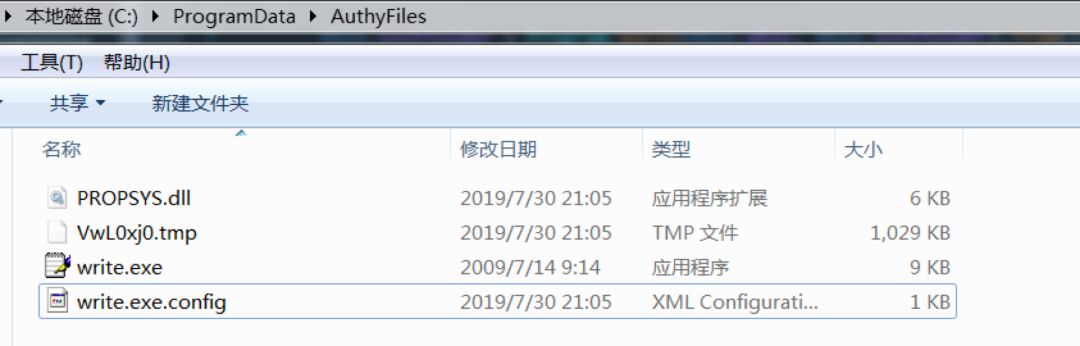 本地磁盘 (C:) ProgramData AuthyFiles
工具(T) 帮助(H)
共享 新建文件夹
名称 修改日期 类型 大小
PROPSYS.dll 2019/7/30 21:05 应用程序扩展 6 KB
VwL0xj0.tmp 2019/7/30 21:05 TMP 文件 1,029 KB
write.exe 2009/7/14 9:14 应用程序 9 KB
write.exe.config 2019/7/30 21:05 XML Configurati... 1 KB